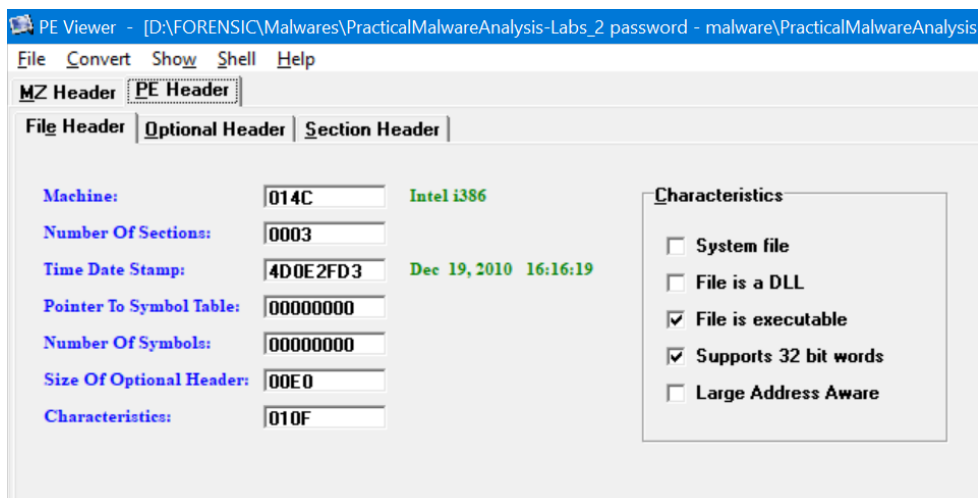 PE Viewer - [D:\FORENSIC\Malwares\PracticalMalwareAnalysis-Labs_2 password - malware\PracticalMalwareAnalysis
File Convert Show Shell Help
MZ Header PE Header
File Header Optional Header Section Header
Machine: 014C Intel i386
Number Of Sections: 0003
Time Date Stamp: 4D0E2FD3 Dec 19, 2010 16:16:19
Pointer To Symbol Table: 00000000
Number Of Symbols: 00000000
Size Of Optional Header: 00E0
Characteristics: 010F
Characteristics
System file
File is a DLL
File is executable
Supports 32 bit words
Large Address Aware